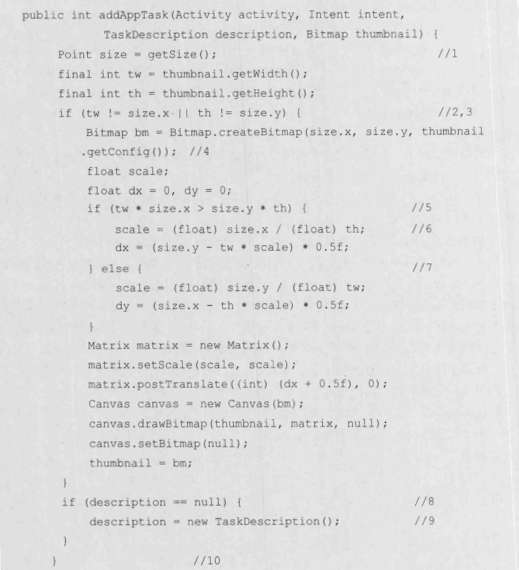 public int addAppTask(Activity activity, Intent intent,
TaskDescription description, Bitmap thumbnail) {
Point size = getSize(); //1
final int tw = thumbnail.getWidth();
final int th = thumbnail.getHeight();
if (tw != size.x || th != size.y) { //2,3
Bitmap bm = Bitmap.createBitmap(size.x, size.y, thumbnail
.getConfig()); //4
float scale;
float dx = 0, dy = 0;
if (tw * size.x > size.y * th) { //5
scale = (float) size.x / (float) th; //6
dx = (size.y - tw * scale) * 0.5f;
} else { //7
scale = (float) size.y / (float) tw;
dy = (size.x - th * scale) * 0.5f;
}
Matrix matrix = new Matrix();
matrix.setScale(scale, scale);
matrix.postTranslate((int) (dx + 0.5f), 0);
Canvas canvas = new Canvas(bm);
canvas.drawBitmap(thumbnail, matrix, null);
canvas.setBitmap(null);
thumbnail = bm;
}
if (description == null) { //8
description = new TaskDescription(); //9
}
} //10